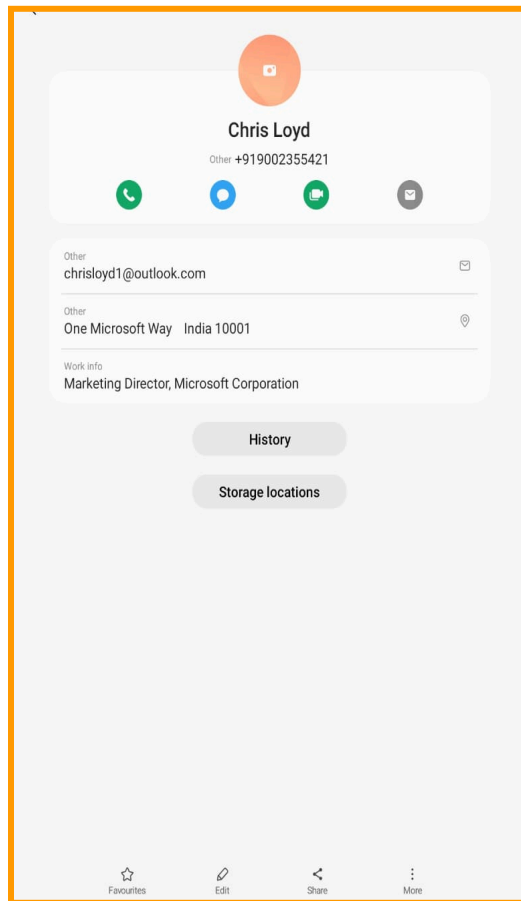 Chris Loyd
Other +919002355421
Other
chrisloyd1@outlook.com
Other
One Microsoft Way India 10001
Work info
Marketing Director, Microsoft Corporation
History
Storage locations
Favourites Edit Share More